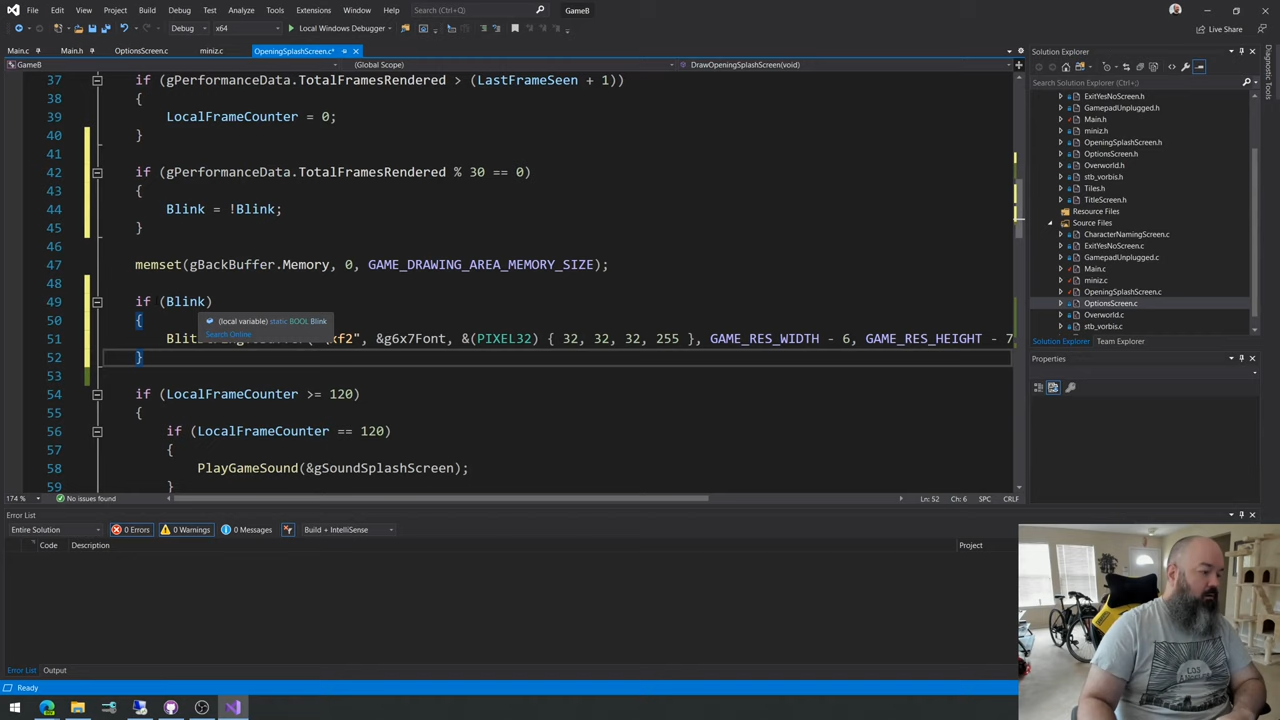 File Edit View Project Build Debug Test Analyze Tools Extensions Window Help Search (Ctrl+Q) GameB
Debug x64 Local Windows Debugger Live Share
Main.c Main.h OptionsScreen.c miniz.c OpeningSplashScreen.c*
GameB (Global Scope) DrawOpeningSplashScreen(void)
37 if (gPerformanceData.TotalFramesRendered > (LastFrameSeen + 1))
38 {
39 LocalFrameCounter = 0;
40 }
41
42 if (gPerformanceData.TotalFramesRendered % 30 == 0)
43 {
44 Blink = !Blink;
45 }
46
47 memset(gBackBuffer.Memory, 0, GAME_DRAWING_AREA_MEMORY_SIZE);
48
49 if (Blink)
50 {
(local variable) static BOOL Blink
Search Online
51 Blit xf2", &g6x7Font, &(PIXEL32) { 32, 32, 32, 255 }, GAME_RES_WIDTH - 6, GAME_RES_HEIGHT - 7
52 }
53
54 if (LocalFrameCounter >= 120)
55 {
56 if (LocalFrameCounter == 120)
57 {
58 PlayGameSound(&gSoundSplashScreen);
59 }
174 % No issues found Ln: 52 Ch: 6 SPC CRLF
Solution Explorer
Search Solution Explorer (Ctrl+;)
ExitYesNoScreen.h
GamepadUnplugged.h
Main.h
miniz.h
OpeningSplashScreen.h
OptionsScreen.h
Overworld.h
stb_vorbis.h
Tiles.h
TitleScreen.h
Resource Files
Source Files
CharacterNamingScreen.c
ExitYesNoScreen.c
GamepadUnplugged.c
Main.c
miniz.c
OpeningSplashScreen.c
OptionsScreen.c
Overworld.c
stb_vorbis.c
Solution Explorer Team Explorer
Properties
Diagnostic Tools
Error List
Entire Solution 0 Errors 0 Warnings 0 Messages Build + IntelliSense
Code Description Project
Error List Output
Ready
LOS